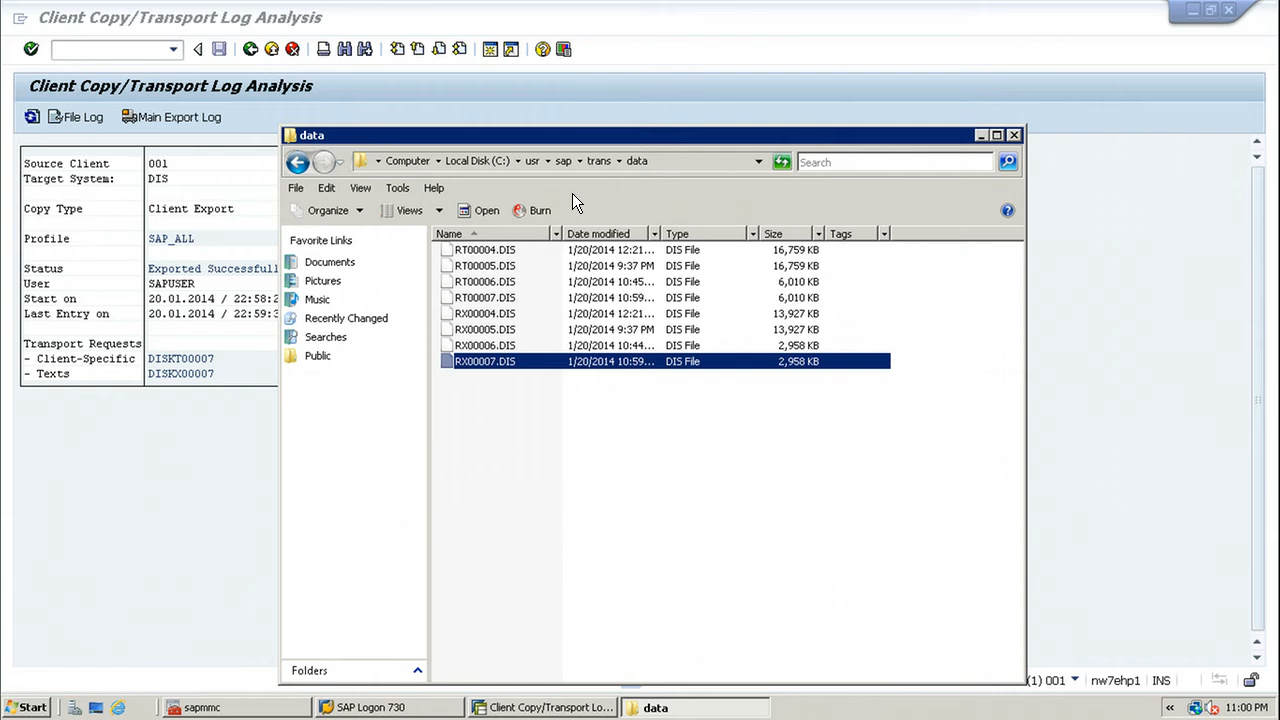 Client Copy/Transport Log Analysis
Client Copy/Transport Log Analysis
File Log
Main Export Log
Source Client 001
Target System: DIS
Copy Type Client Export
Profile SAP_ALL
Status Exported Successfull
User SAPUSER
Start on 20.01.2014 / 22:58:2
Last Entry on 20.01.2014 / 22:59:3
Transport Requests
- Client-Specific DISKT00007
- Texts DISKX00007
data
Computer Local Disk (C:) usr sap trans data
Search
File Edit View Tools Help
Organize Views Open Burn
Favorite Links
Documents
Pictures
Music
Recently Changed
Searches
Public
Folders
Name Date modified Type Size Tags
RT00004.DIS 1/20/2014 12:21... DIS File 16,759 KB
RT00005.DIS 1/20/2014 9:37 PM DIS File 16,759 KB
RT00006.DIS 1/20/2014 10:45... DIS File 6,010 KB
RT00007.DIS 1/20/2014 10:59... DIS File 6,010 KB
RX00004.DIS 1/20/2014 12:21... DIS File 13,927 KB
RX00005.DIS 1/20/2014 9:37 PM DIS File 13,927 KB
RX00006.DIS 1/20/2014 10:44... DIS File 2,958 KB
RX00007.DIS 1/20/2014 10:59... DIS File 2,958 KB
(1) 001 nw7ehp1 INS
Start sapmmc SAP Logon 730 Client Copy/Transport Lo... data « 11:00 PM